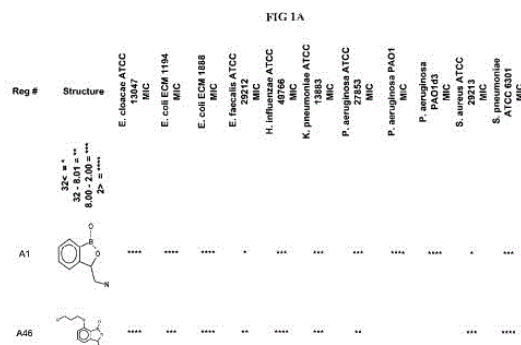 FIG 1A
Reg #
Structure
E. cloacae ATCC
13047
MIC
E. coli ECM 1194
MIC
E. coli ECM 1888
MIC
E. faecalis ATCC
29212
MIC
H. influenzae ATCC
49766
MIC
K. pneumoniae ATCC
13883
MIC
P. aeruginosa ATCC
27853
MIC
P. aeruginosa PAO1
MIC
P. aeruginosa
PAO1d3
MIC
S. aureus ATCC
29213
MIC
S. pneumoniae
ATCC 6301
MIC
32< = *
32 - 8.01 = **
8.00 - 2.00 = ***
2> = ****
A1
O
B
O
N
**** **** **** * *** *** *** **** **** * ***
A46
**** *** **** ** **** *** ** *** ****